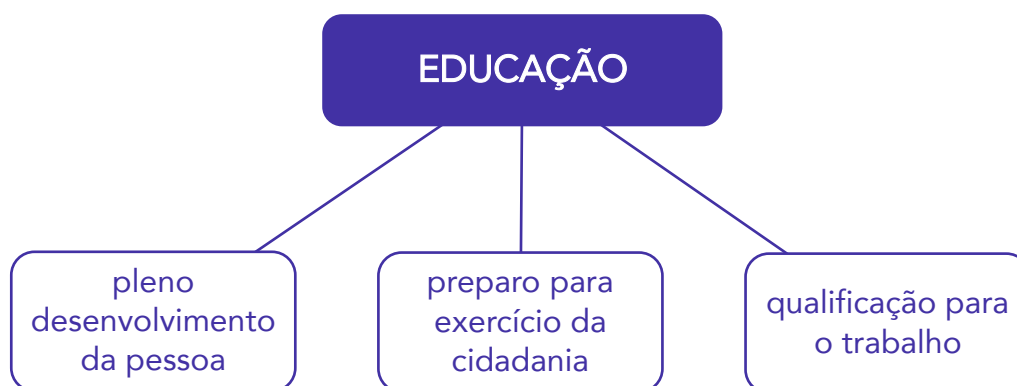 EDUCAÇÃO
pleno
desenvolvimento
da pessoa
preparo para
exercício da
cidadania
qualificação para
o trabalho